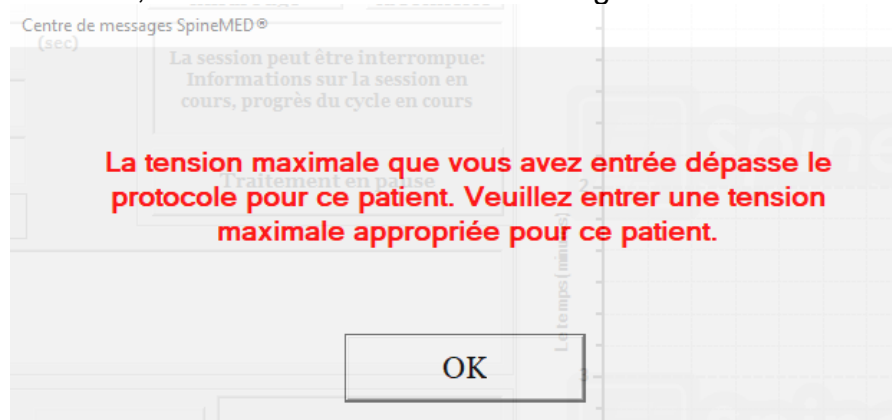 Centre de messages SpineMED®
(sec)
La session peut être interrompue:
Informations sur la session en
cours, progrès du cycle en cours
La tension maximale que vous avez entrée dépasse le
protocole pour ce patient. Veuillez entrer une tension
maximale appropriée pour ce patient.
Traitement en pause
OK
2
Le temps (minutes)
3